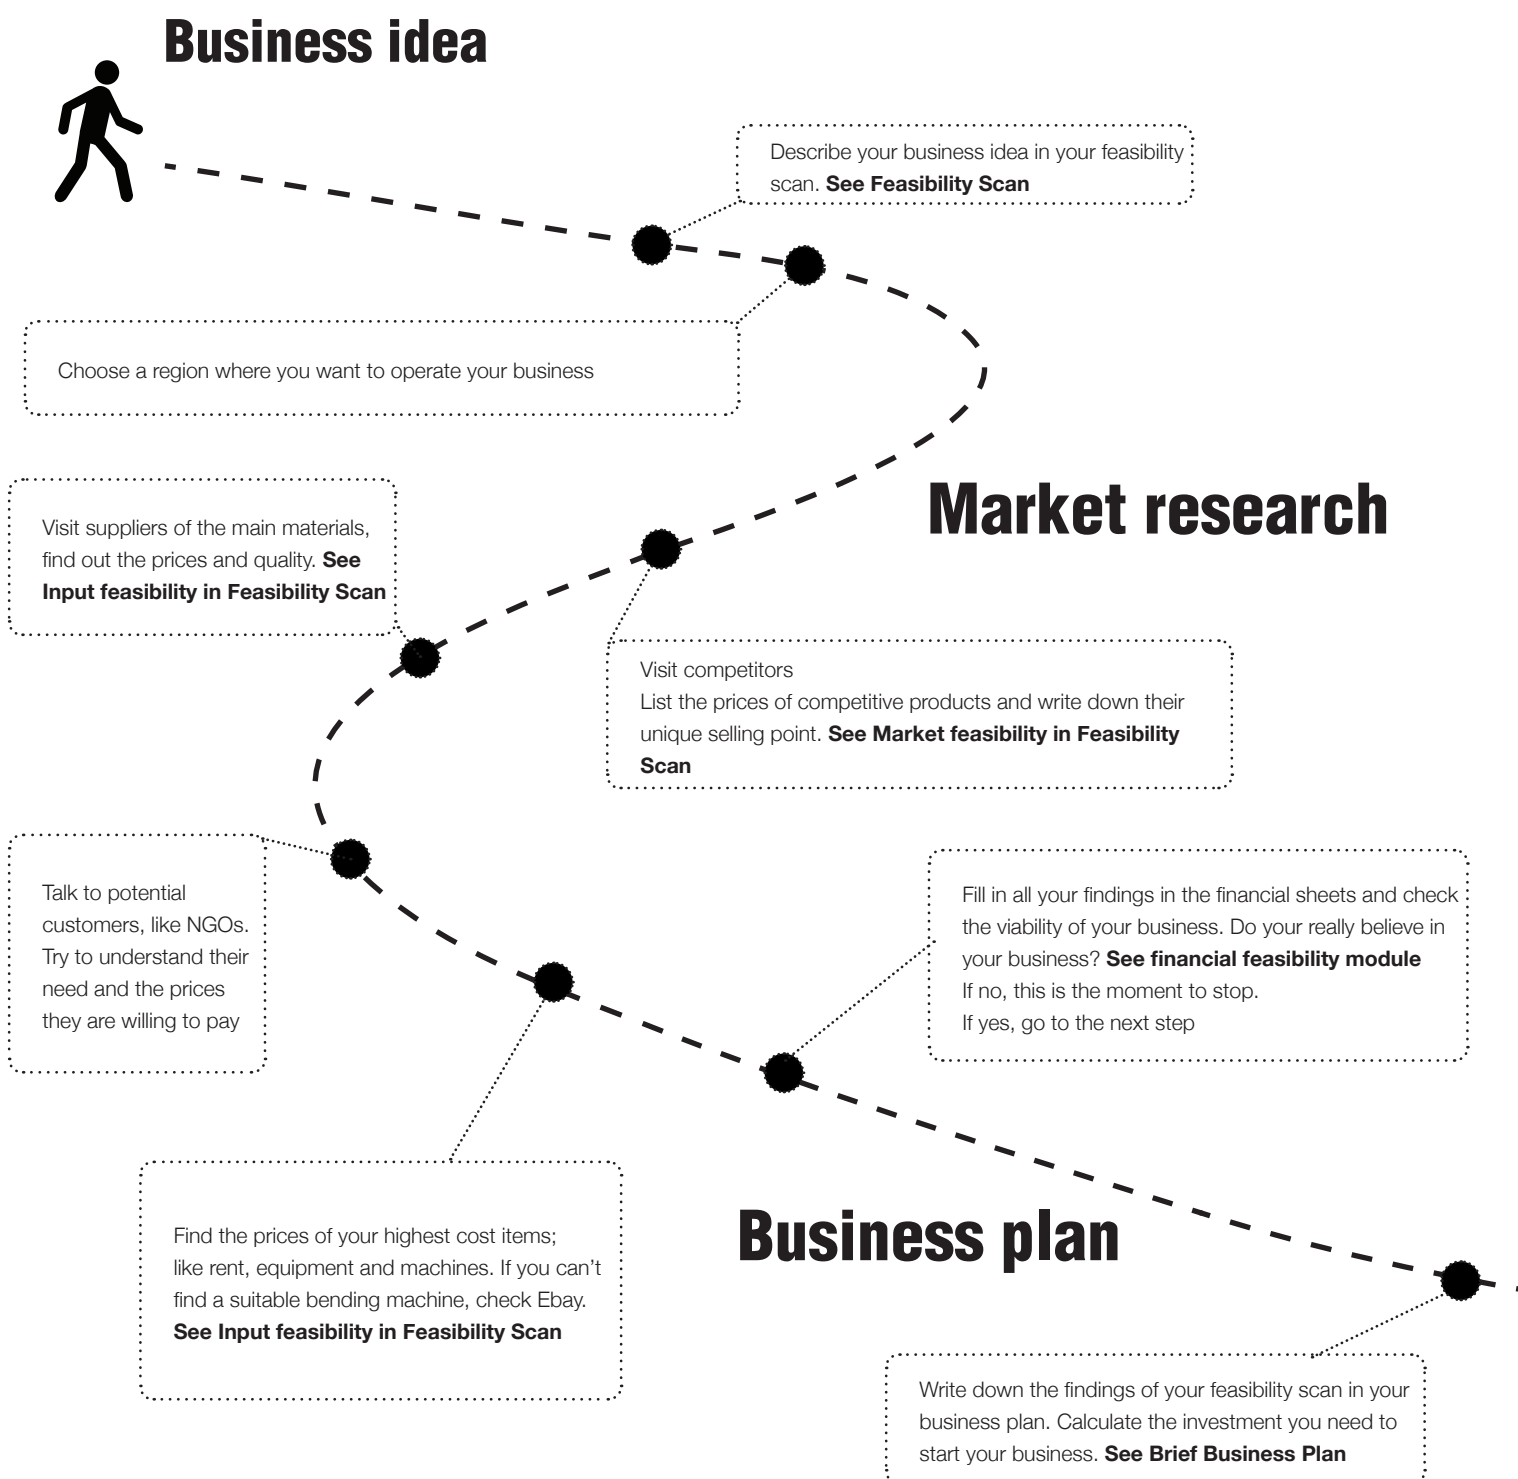 Business idea
Describe your business idea in your feasibility
scan. See Feasibility Scan
Choose a region where you want to operate your business
Market research
Visit suppliers of the main materials,
find out the prices and quality. See
Input feasibility in Feasibility Scan
Visit competitors
List the prices of competitive products and write down their
unique selling point. See Market feasibility in Feasibility
Scan
Talk to potential
customers, like NGOs.
Try to understand their
need and the prices
they are willing to pay
Fill in all your findings in the financial sheets and check
the viability of your business. Do your really believe in
your business? See financial feasibility module
If no, this is the moment to stop.
If yes, go to the next step
Find the prices of your highest cost items;
like rent, equipment and machines. If you can’t
find a suitable bending machine, check Ebay.
See Input feasibility in Feasibility Scan
Business plan
Write down the findings of your feasibility scan in your
business plan. Calculate the investment you need to
start your business. See Brief Business Plan